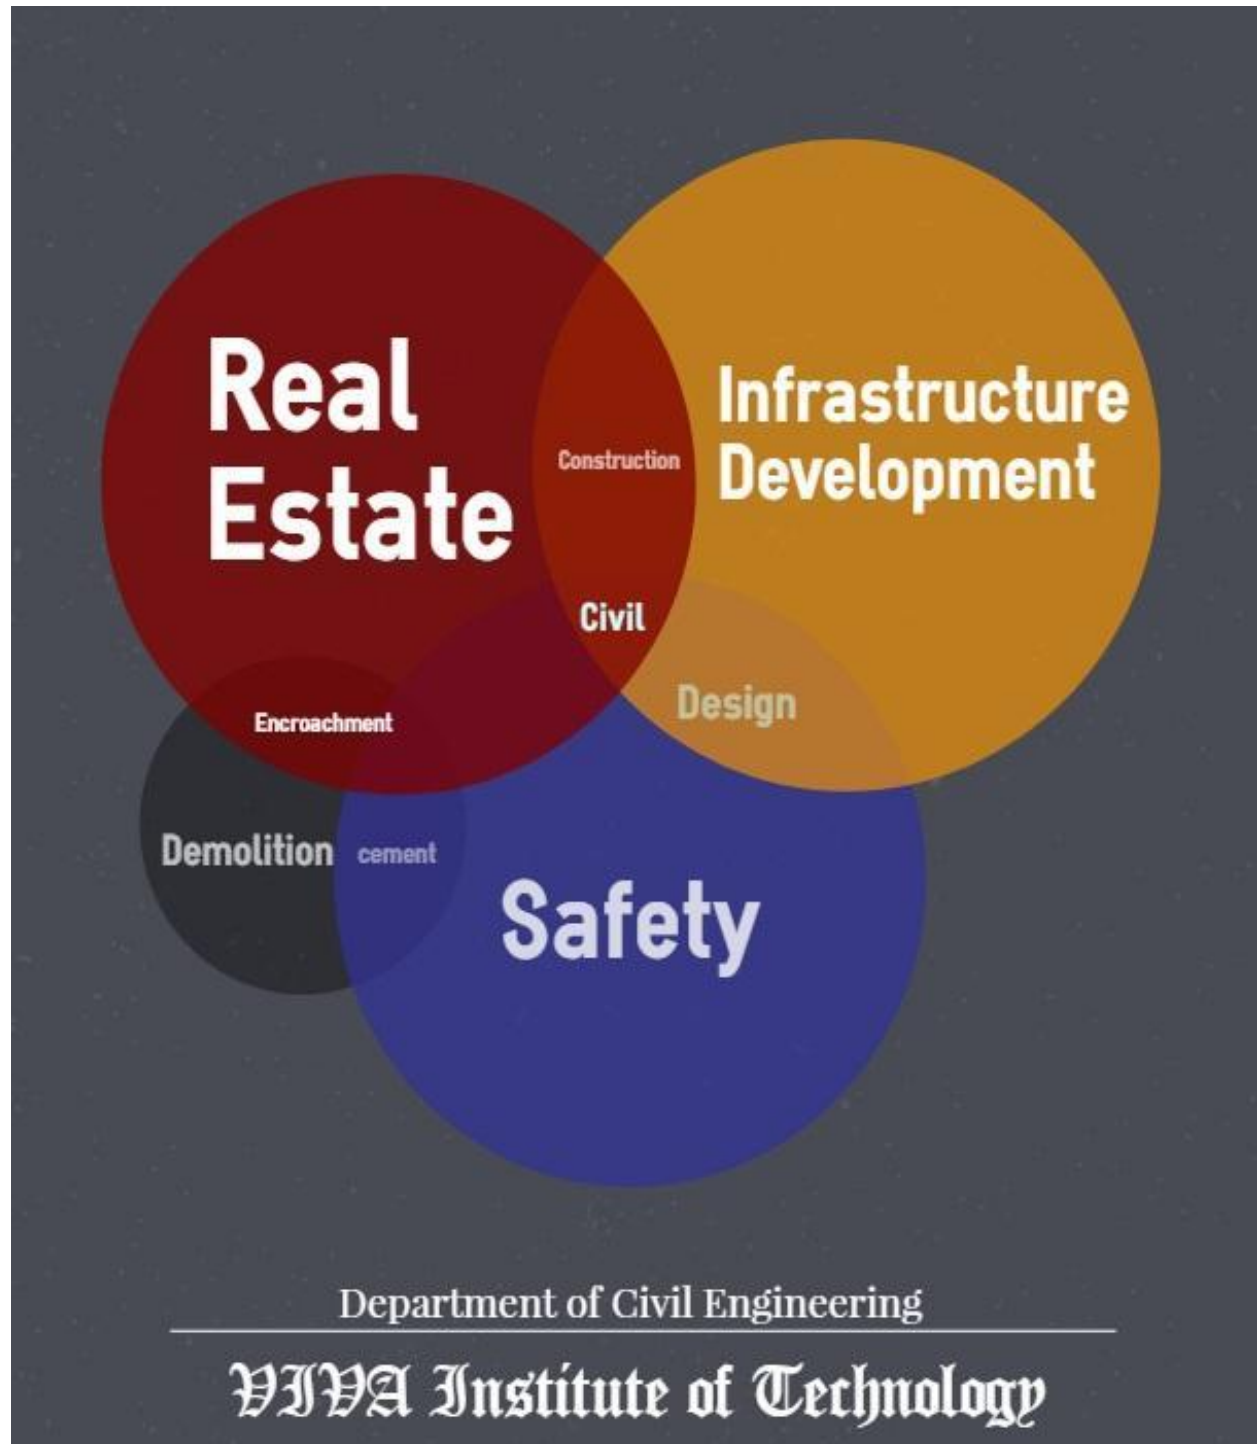 Real
Estate
Infrastructure
Development
Construction
Civil
Design
Encroachment
Demolition
cement
Safety
Department of Civil Engineering
VIVA Institute of Technology